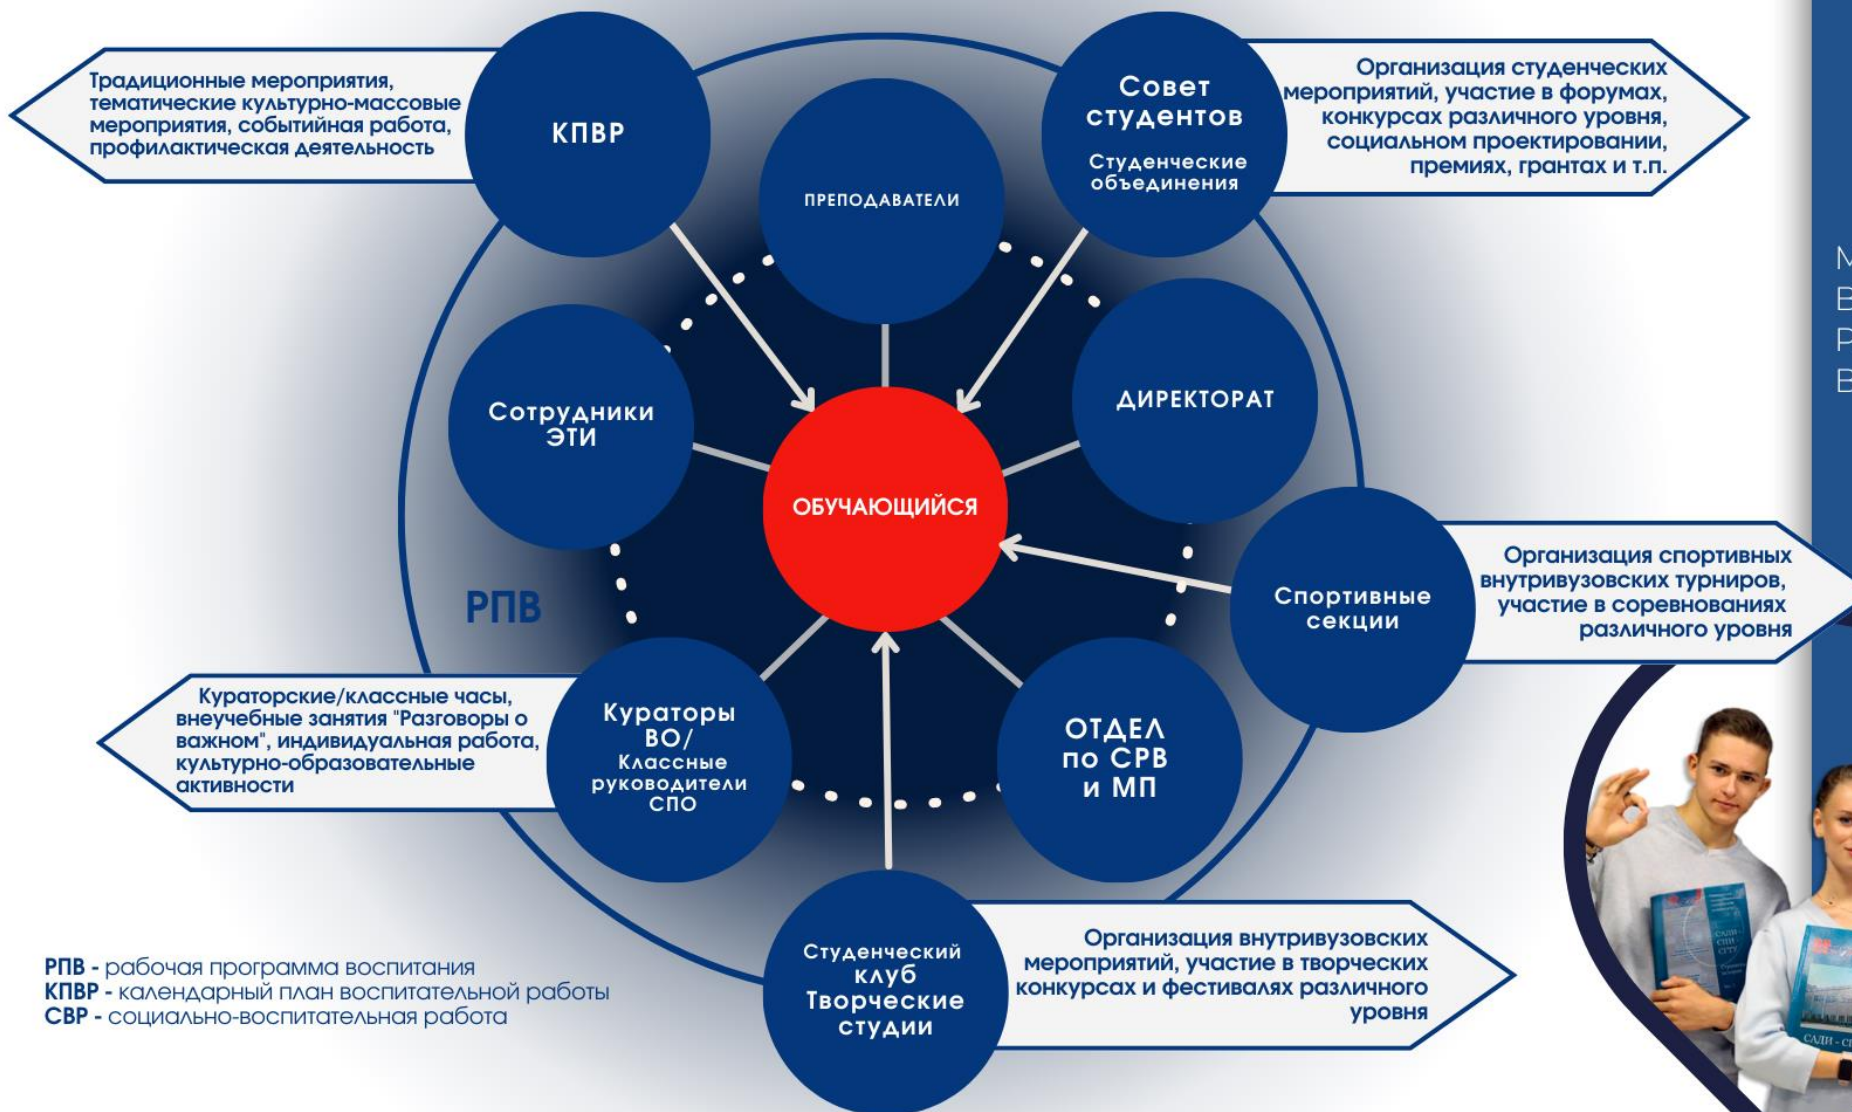 Традиционные мероприятия,
тематические культурно-массовые
мероприятия, событийная работа,
профилактическая деятельность
КПВР
ПРЕПОДАВАТЕЛИ
Совет
студентов
Студенческие
объединения
Организация студенческих
мероприятий, участие в форумах,
конкурсах различного уровня,
социальном проектировании,
премиях, грантах и т.п.
Сотрудники
ЭТИ
ДИРЕКТОРАТ
ОБУЧАЮЩИЙСЯ
РПВ
Спортивные
секции
Организация спортивных
внутривузовских турниров,
участие в соревнованиях
различного уровня
Кураторские/классные часы,
внеучебные занятия "Разговоры о
важном", индивидуальная работа,
культурно-образовательные
активности
Кураторы
ВО/
Классные
руководители
СПО
ОТДЕЛ
по СРВ
и МП
Студенческий
клуб
Творческие
студии
Организация внутривузовских
мероприятий, участие в творческих
конкурсах и фестивалях различного
уровня
РПВ - рабочая программа воспитания
КПВР - календарный план воспитательной работы
СВР - социально-воспитательная работа